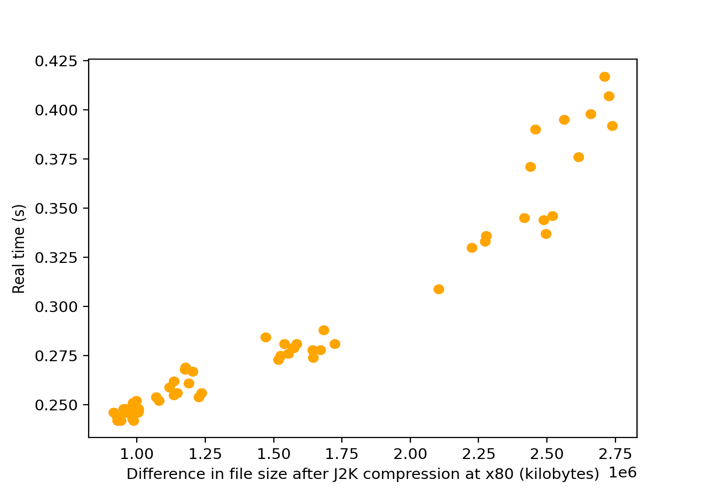 0.425
0.400
0.375
0.350
0.325
0.300
0.275
0.250
Real time (s)
1.00 1.25 1.50 1.75 2.00 2.25 2.50 2.75
Difference in file size after J2K compression at x80 (kilobytes) 1e6